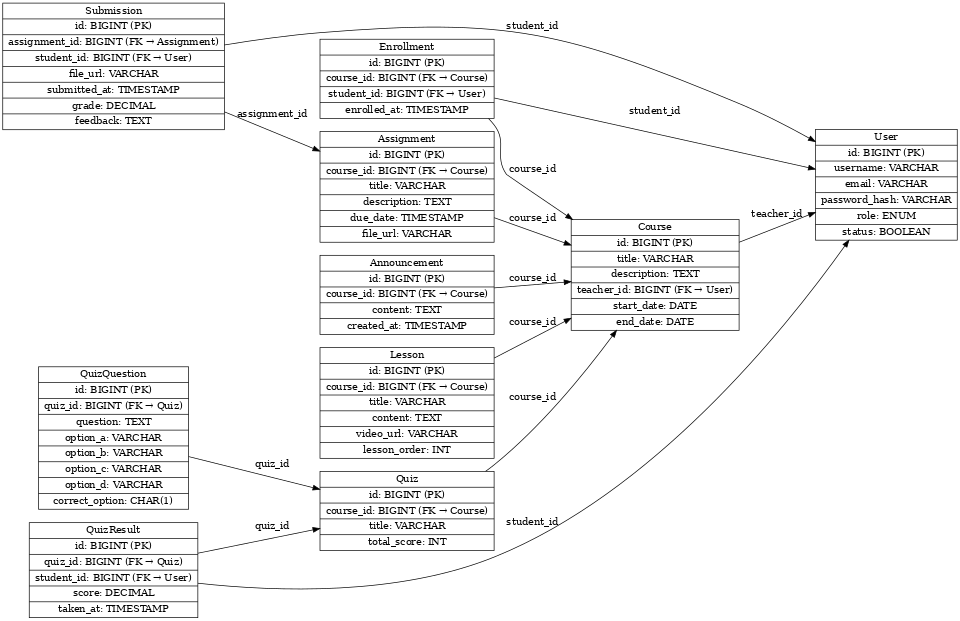 Submission
id: BIGINT (PK)
assignment_id: BIGINT (FK → Assignment)
student_id: BIGINT (FK → User)
file_url: VARCHAR
submitted_at: TIMESTAMP
grade: DECIMAL
feedback: TEXT
student_id
assignment_id
Enrollment
id: BIGINT (PK)
course_id: BIGINT (FK → Course)
student_id: BIGINT (FK → User)
enrolled_at: TIMESTAMP
student_id
course_id
Assignment
id: BIGINT (PK)
course_id: BIGINT (FK → Course)
title: VARCHAR
description: TEXT
due_date: TIMESTAMP
file_url: VARCHAR
course_id
Announcement
id: BIGINT (PK)
course_id: BIGINT (FK → Course)
content: TEXT
created_at: TIMESTAMP
course_id
Lesson
id: BIGINT (PK)
course_id: BIGINT (FK → Course)
title: VARCHAR
content: TEXT
video_url: VARCHAR
lesson_order: INT
course_id
Quiz
id: BIGINT (PK)
course_id: BIGINT (FK → Course)
title: VARCHAR
total_score: INT
course_id
QuizQuestion
id: BIGINT (PK)
quiz_id: BIGINT (FK → Quiz)
question: TEXT
option_a: VARCHAR
option_b: VARCHAR
option_c: VARCHAR
option_d: VARCHAR
correct_option: CHAR(1)
quiz_id
QuizResult
id: BIGINT (PK)
quiz_id: BIGINT (FK → Quiz)
student_id: BIGINT (FK → User)
score: DECIMAL
taken_at: TIMESTAMP
quiz_id
student_id
Course
id: BIGINT (PK)
title: VARCHAR
description: TEXT
teacher_id: BIGINT (FK → User)
start_date: DATE
end_date: DATE
teacher_id
User
id: BIGINT (PK)
username: VARCHAR
email: VARCHAR
password_hash: VARCHAR
role: ENUM
status: BOOLEAN